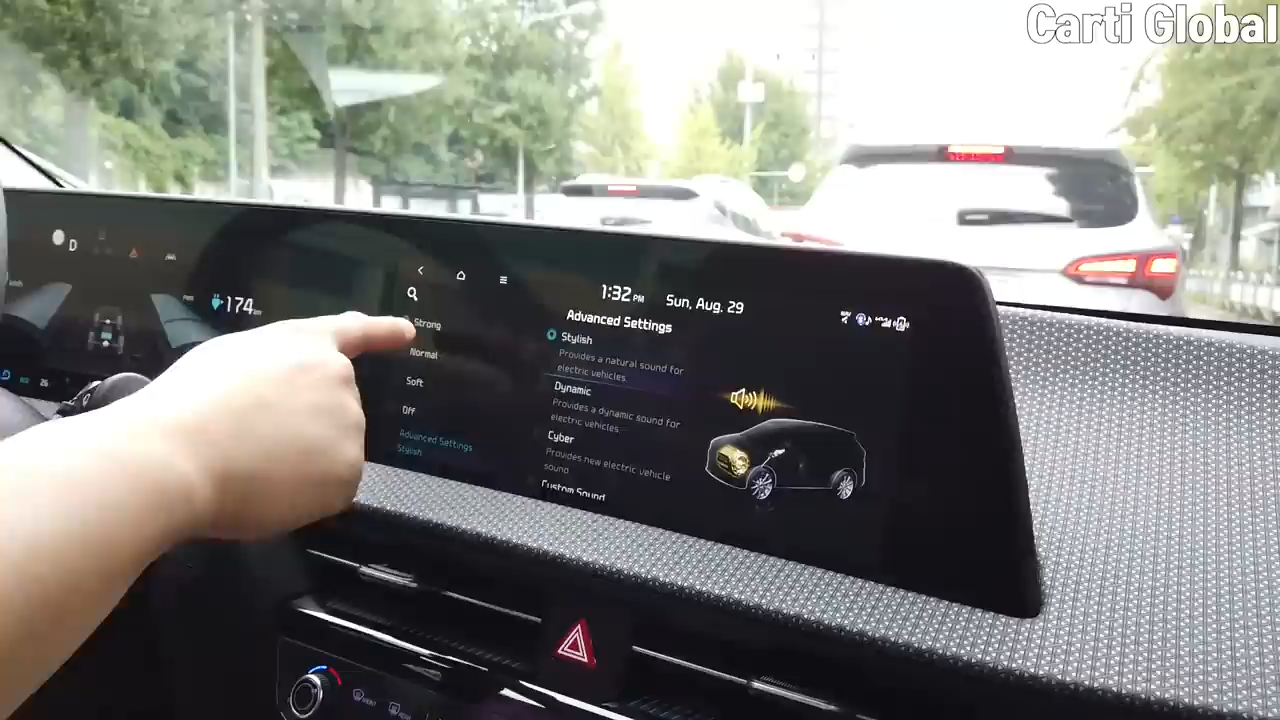 Carti Global
D
174
km
1:32 PM
Sun, Aug. 29
Advanced Settings
Strong
Normal
Soft
Off
Advanced Settings
Stylish
Stylish
Provides a natural sound for
electric vehicles.
Dynamic
Provides a dynamic sound for
electric vehicles
Cyber
Provides new electric vehicle
sound
Custom Sound
26